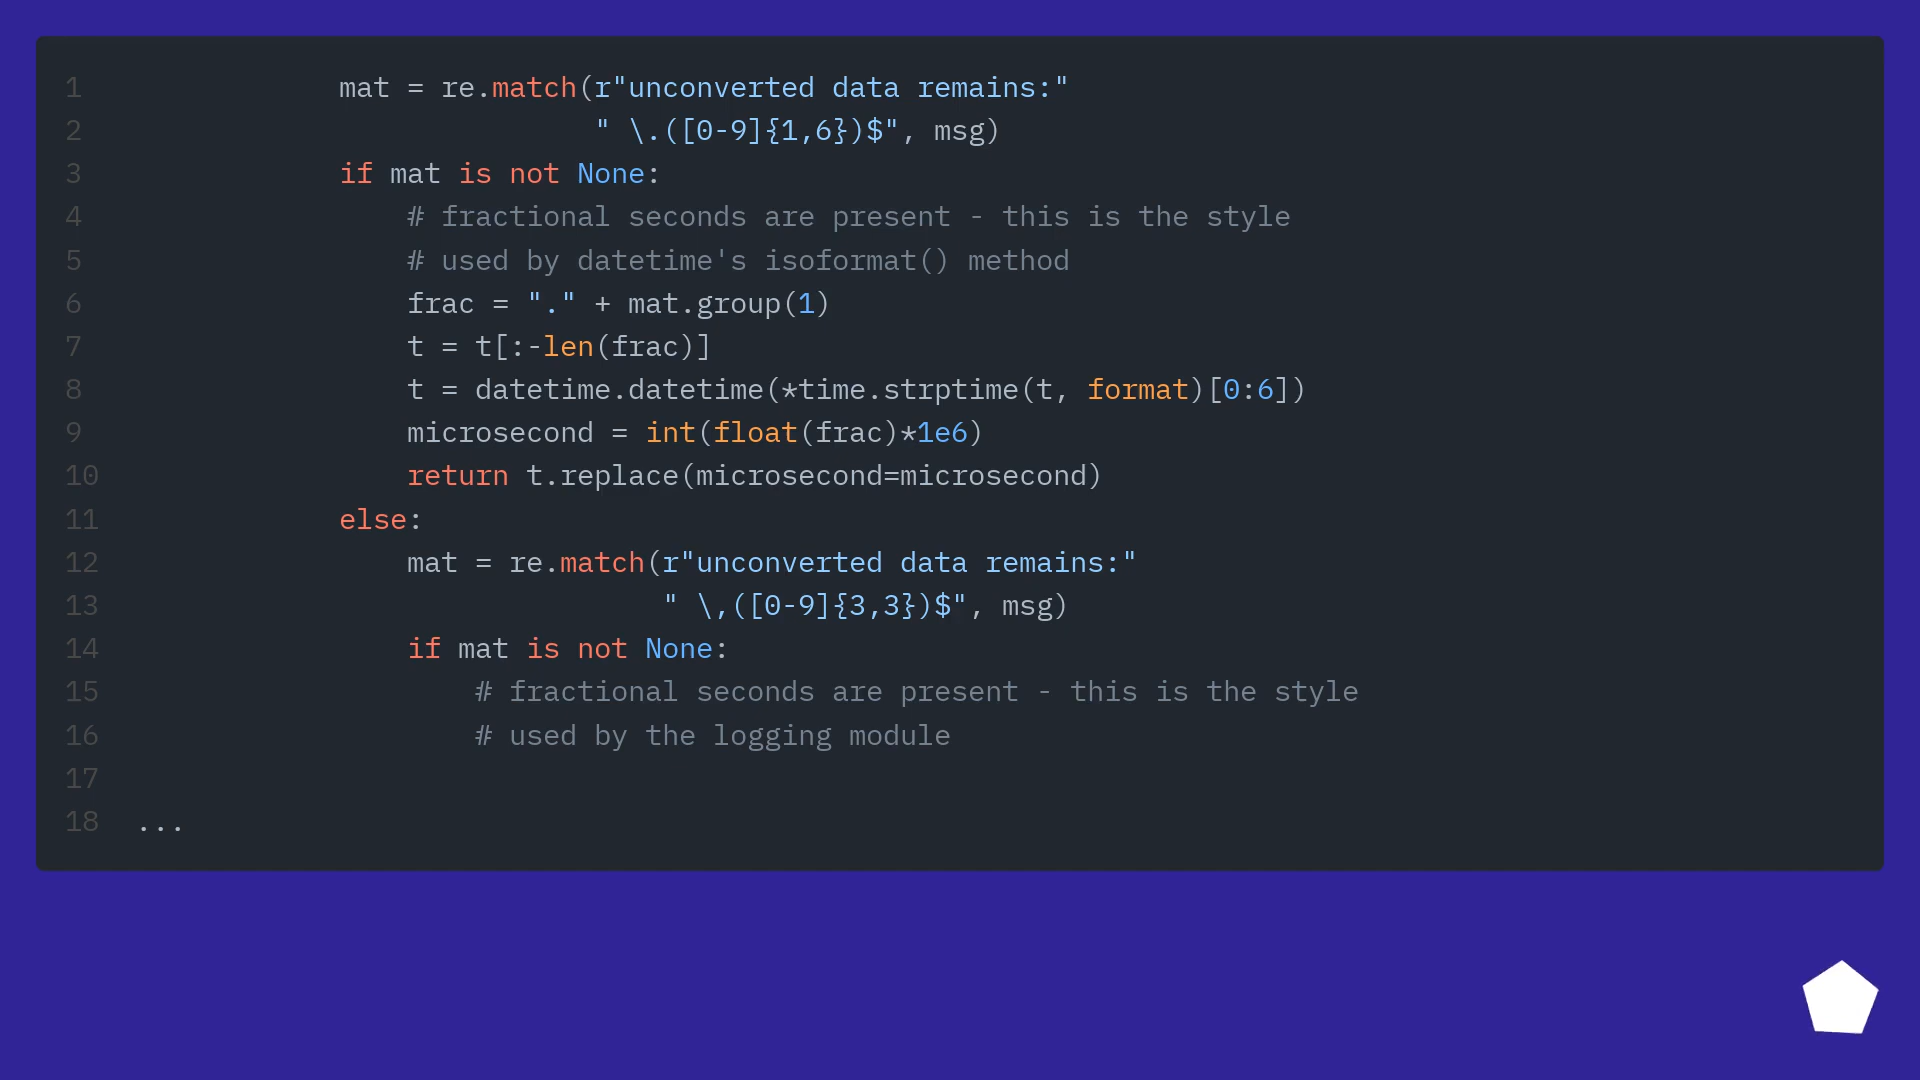 1 mat = re.match(r"unconverted data remains:"
2 " \.([0-9]{1,6})$", msg)
3 if mat is not None:
4 # fractional seconds are present - this is the style
5 # used by datetime's isoformat() method
6 frac = "." + mat.group(1)
7 t = t[:-len(frac)]
8 t = datetime.datetime(*time.strptime(t, format)[0:6])
9 microsecond = int(float(frac)*1e6)
10 return t.replace(microsecond=microsecond)
11 else:
12 mat = re.match(r"unconverted data remains:"
13 " \,([0-9]{3,3})$", msg)
14 if mat is not None:
15 # fractional seconds are present - this is the style
16 # used by the logging module
17
18 ...